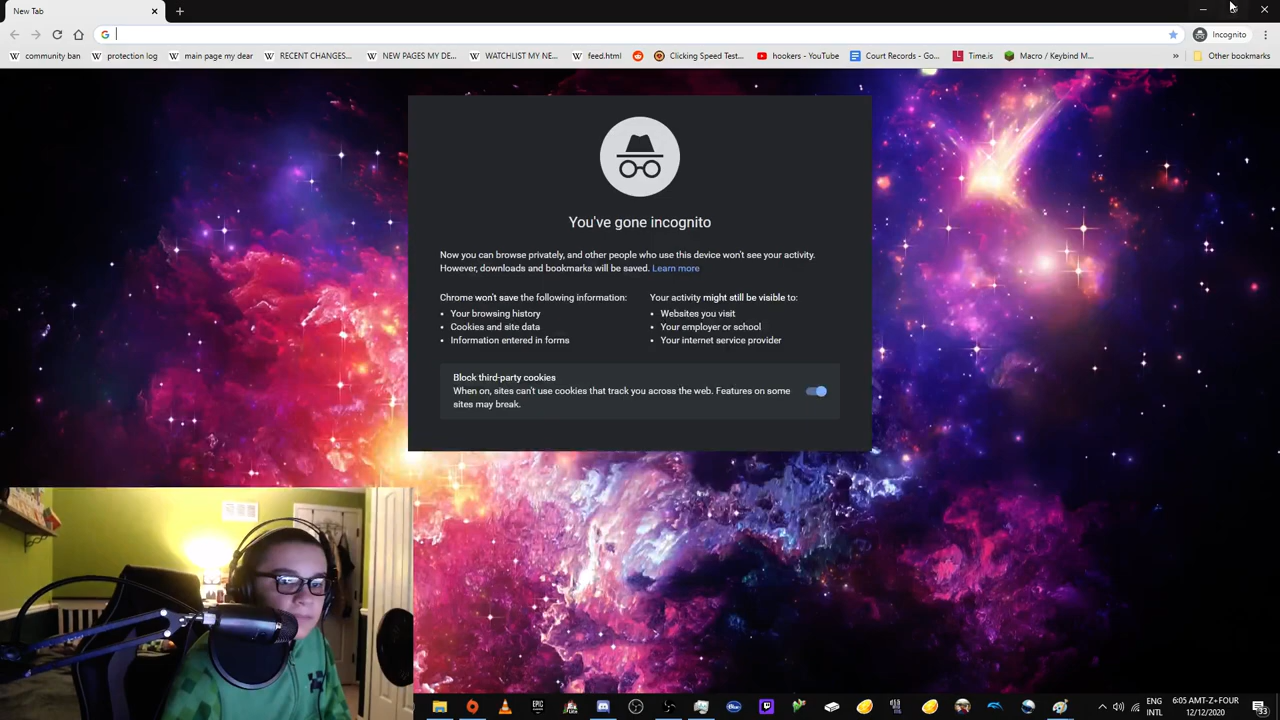 New Tab
Incognito
community ban
protection log
main page my dear
RECENT CHANGES...
NEW PAGES MY DE...
WATCHLIST MY NE...
feed.html
Clicking Speed Test...
hookers - YouTube
Court Records - Go...
Time.is
Macro / Keybind M...
»
Other bookmarks
You've gone incognito
Now you can browse privately, and other people who use this device won't see your activity.
However, downloads and bookmarks will be saved. Learn more
Chrome won't save the following information:
Your browsing history
Cookies and site data
Information entered in forms
Your activity might still be visible to:
Websites you visit
Your employer or school
Your internet service provider
Block third-party cookies
When on, sites can't use cookies that track you across the web. Features on some
sites may break.
ENG
INTL
6:05 AMT-Z+FOUR
12/12/2020